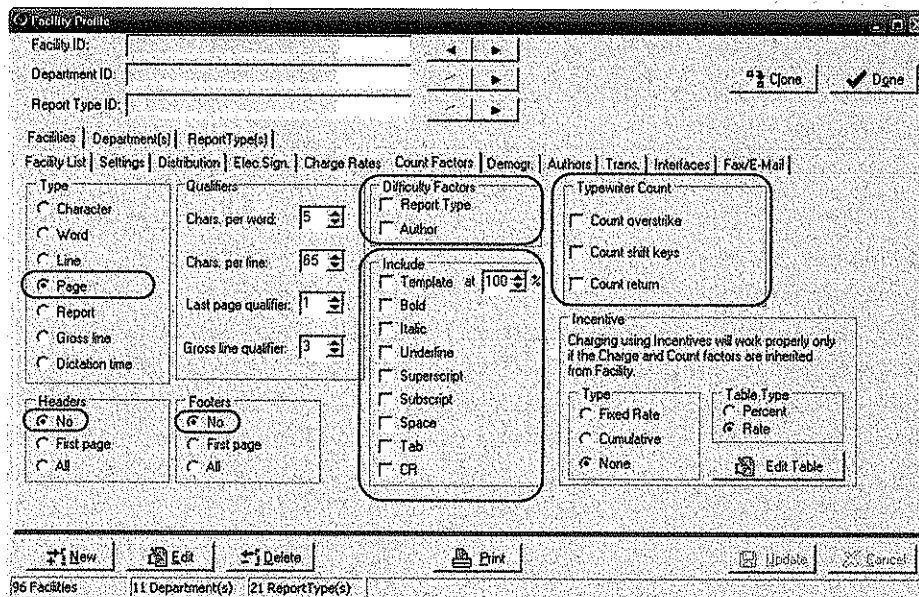 Facility Profile
Facility ID:
Department ID:
Report Type ID:
Clone
Done
Facilities Department(s) ReportType(s)
Facility List Settings Distribution Elec.Sign. Charge Rates Count Factors Demogr. Authors Trans. Interfaces Fax/E-Mail
Type
Character
Word
Line
Page
Report
Gross line
Dictation time
Qualifiers
Chars. per word: 5
Chars. per line: 65
Last page qualifier: 1
Gross line qualifier: 3
Difficulty Factors
Report Type
Author
Include
Template at 100 %
Bold
Italic
Underline
Superscript
Subscript
Space
Tab
CR
Typewriter Count
Count overstrike
Count shift keys
Count return
Incentive
Charging using Incentives will work properly only
if the Charge and Count factors are inherited
from Facility.
Type
Fixed Rate
Cumulative
None
Table Type
Percent
Rate
Edit Table
Headers
No
First page
All
Footers
No
First page
All
New Edit Delete Print Update Cancel
96 Facilities 11 Department(s) 21 ReportType(s)